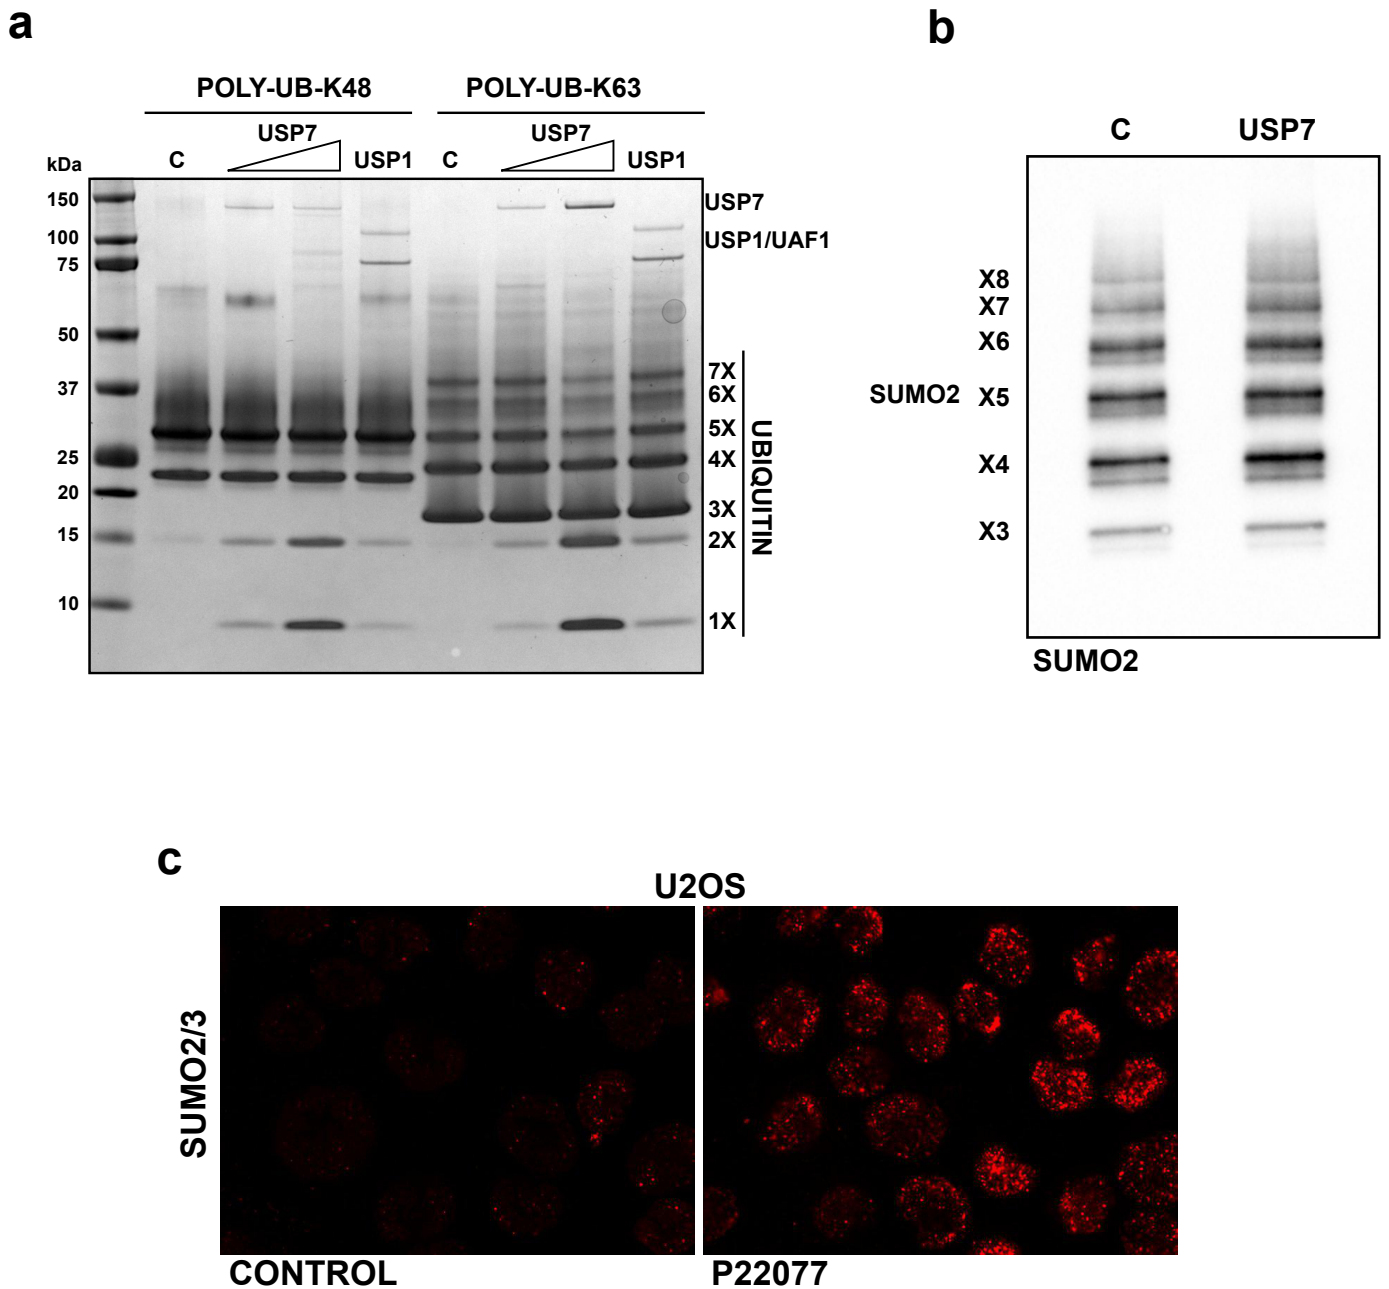 a
POLY-UB-K48 POLY-UB-K63
USP7 USP7
kDa C USP1 C USP1
150
100
75
50
37
25
20
15
10
USP7
USP1/UAF1
7X
6X
5X
4X
3X
2X
1X
UBIQUITIN
b
C USP7
X8
X7
X6
SUMO2 X5
X4
X3
SUMO2
c
U2OS
SUMO2/3
CONTROL P22077